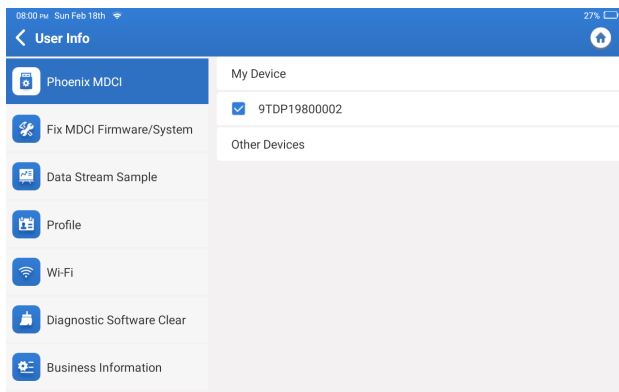 08:00 PM Sun Feb 18th
27%
User Info
Phoenix MDCI
Fix MDCI Firmware/System
Data Stream Sample
Profile
Wi-Fi
Diagnostic Software Clear
Business Information
My Device
9TDP19800002
Other Devices